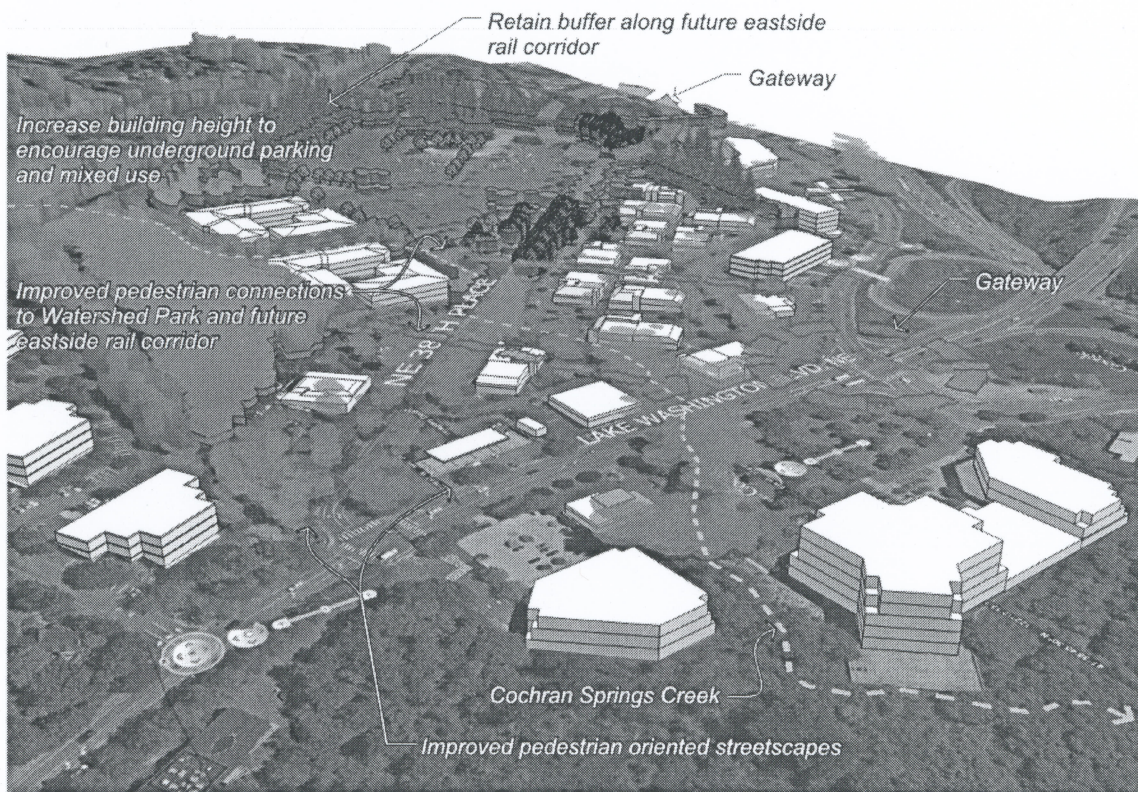 Retain buffer along future eastside
rail corridor
Gateway
Increase building height to
encourage underground parking
and mixed use
Gateway
Improved pedestrian connections
to Watershed Park and future
eastside rail corridor
NE 38TH PLACE
LAKE WASHINGTON BLVD NE
Cochran Springs Creek
Improved pedestrian oriented streetscapes